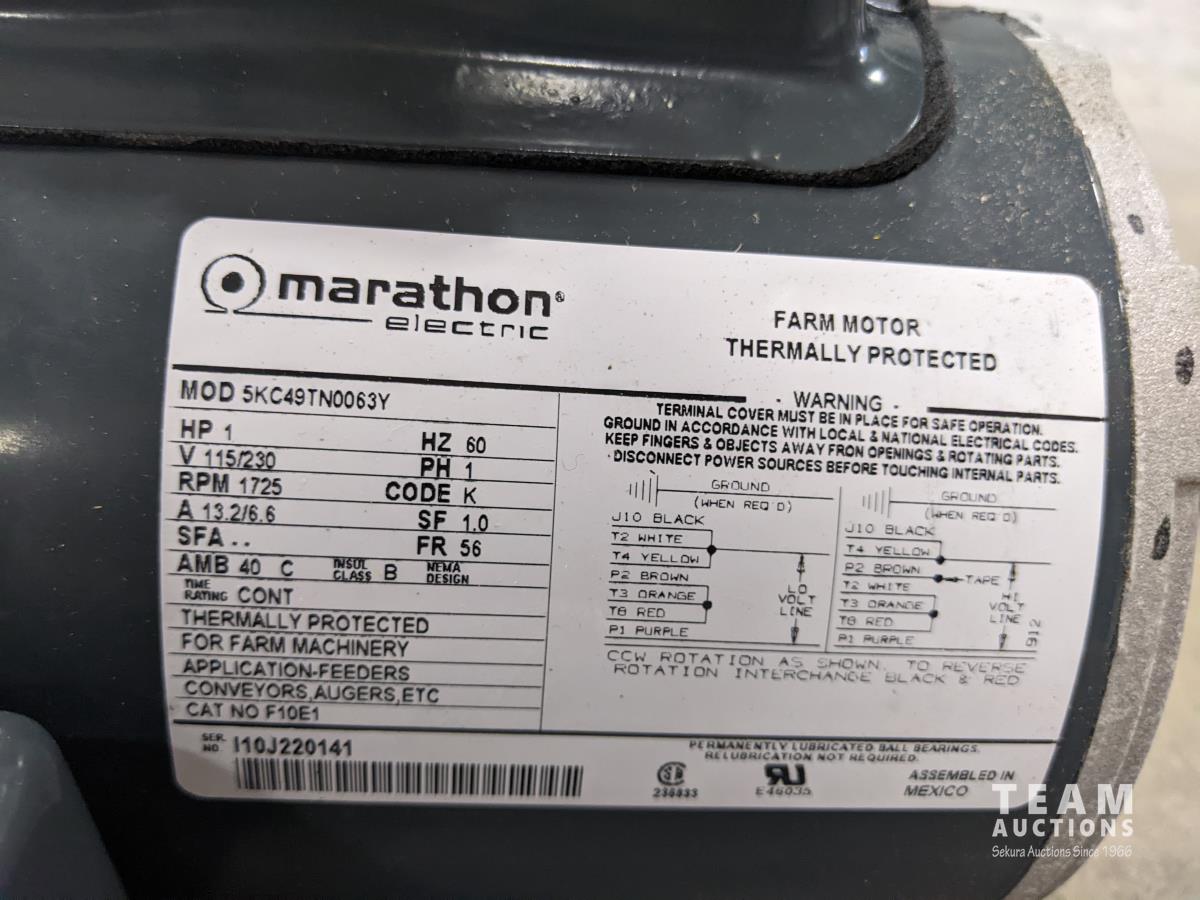 marathon®
electric
FARM MOTOR
THERMALLY PROTECTED
MOD 5KC49TN0063Y
HP 1 HZ 60
V 115/230 PH 1
RPM 1725 CODE K
A 13.2/6.6 SF 1.0
SFA .. FR 56
AMB 40 C INSUL CLASS B NEMA DESIGN
TIME RATING CONT
THERMALLY PROTECTED
FOR FARM MACHINERY
APPLICATION-FEEDERS
CONVEYORS,AUGERS,ETC
CAT NO F10E1
- WARNING -
TERMINAL COVER MUST BE IN PLACE FOR SAFE OPERATION.
GROUND IN ACCORDANCE WITH LOCAL & NATIONAL ELECTRICAL CODES.
KEEP FINGERS & OBJECTS AWAY FRON OPENINGS & ROTATING PARTS.
·DISCONNECT POWER SOURCES BEFORE TOUCHING INTERNAL PARTS.
GROUND
(WHEN REQ'D)
J10 BLACK
T2 WHITE
T4 YELLOW
P2 BROWN
T3 ORANGE
T8 RED
P1 PURPLE
LO
VOLT
LINE
GROUND
(WHEN REQ'D)
J10 BLACK
T4 YELLOW
P2 BROWN
TAPE
T2 WHITE
T3 ORANGE
T8 RED
P1 PURPLE
HI
VOLT
LINE
912
CCW ROTATION AS SHOWN. TO REVERSE
ROTATION INTERCHANGE BLACK & RED
SER. NO. I10J220141
PERMANENTLY LUBRICATED BALL BEARINGS.
RELUBRICATION NOT REQUIRED.
236833
E46035
ASSEMBLED IN
MEXICO
TEAM
AUCTIONS
Sekura Auctions Since 1966